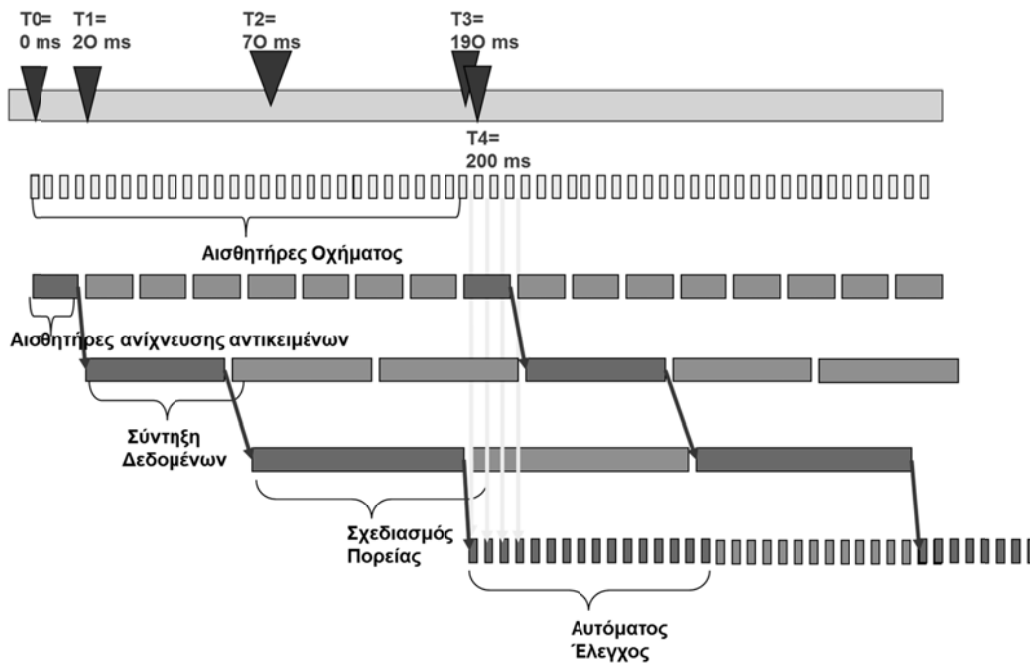 T0=
0 ms
T1=
2O ms
T2=
7O ms
T3=
19O ms
T4=
200 ms
Αισθητήρες Οχήματος
Αισθητήρες ανίχνευσης αντικειμένων
Σύντηξη
Δεδομένων
Σχεδιασμός
Πορείας
Αυτόματος
Έλεγχος